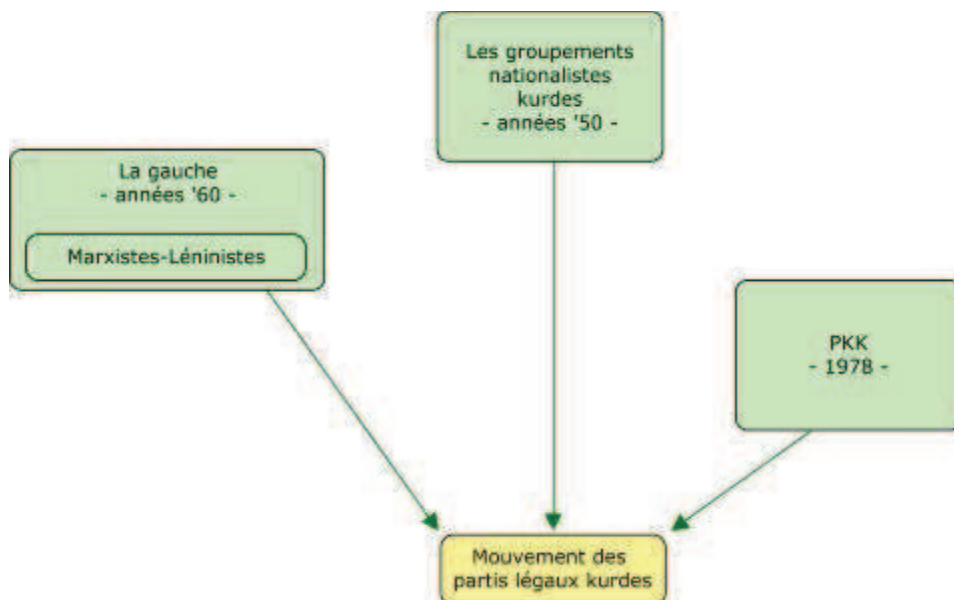 Les groupements
nationalistes
kurdes
- années '50 -
La gauche
- années '60 -
Marxistes-Léninistes
PKK
- 1978 -
Mouvement des
partis légaux kurdes